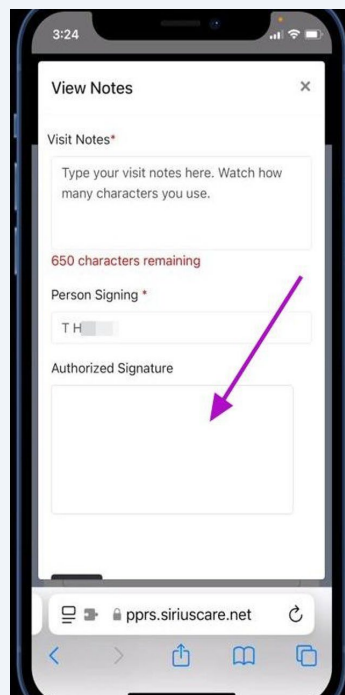 3:24
View Notes ×
Visit Notes*
Type your visit notes here. Watch how
many characters you use.
650 characters remaining
Person Signing *
T H
Authorized Signature
pprs.siriuscare.net